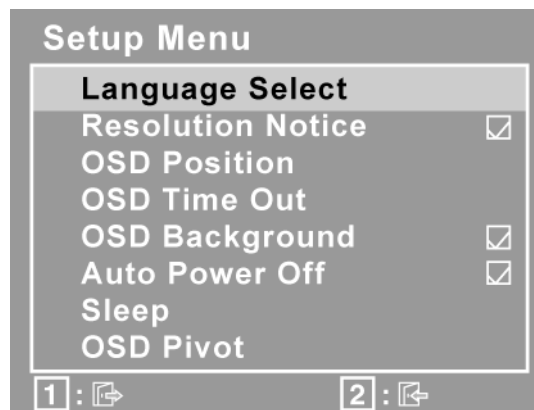 Setup Menu
Language Select
Resolution Notice
OSD Position
OSD Time Out
OSD Background
Auto Power Off
Sleep
OSD Pivot
1 : 2 :